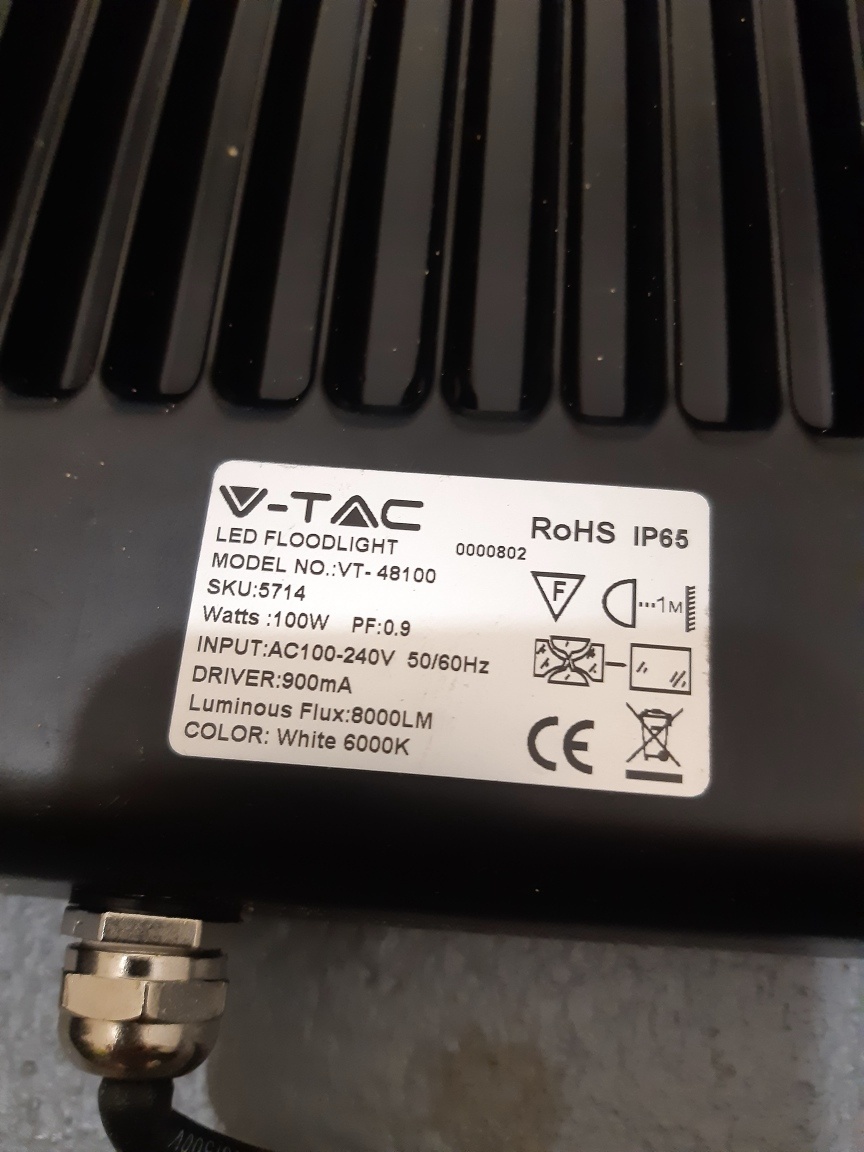 V-TAC
RoHS IP65
LED FLOODLIGHT 0000802
MODEL NO.:VT- 48100
SKU:5714
Watts :100W PF:0.9
INPUT:AC100-240V 50/60Hz
DRIVER:900mA
Luminous Flux:8000LM
COLOR: White 6000K
F
1M
CE